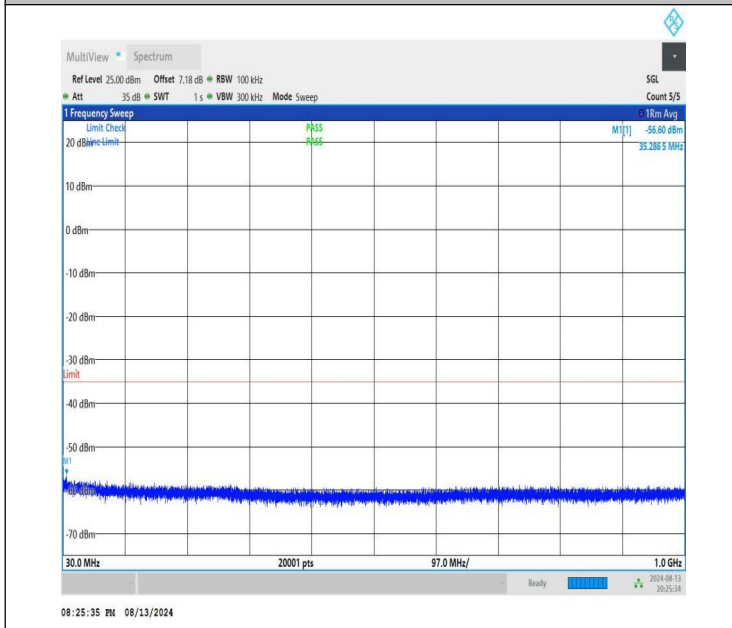 MultiView Spectrum
Ref Level 25.00 dBm Offset 7.18 dB RBW 100 kHz SGL
Att 35 dB SWT 1 s VBW 300 kHz Mode Sweep Count 5/5
1 Frequency Sweep 1Rm Avg
Limit Check PASS M1[1] -56.60 dBm
20 dBm Line Limit PASS 35.286 5 MHz
10 dBm
0 dBm
-10 dBm
-20 dBm
-30 dBm
Limit
-40 dBm
-50 dBm
M1
-60 dBm
-70 dBm
30.0 MHz 20001 pts 97.0 MHz/ 1.0 GHz
Ready 2024-08-13
20:25:34
08:25:35 PM 08/13/2024